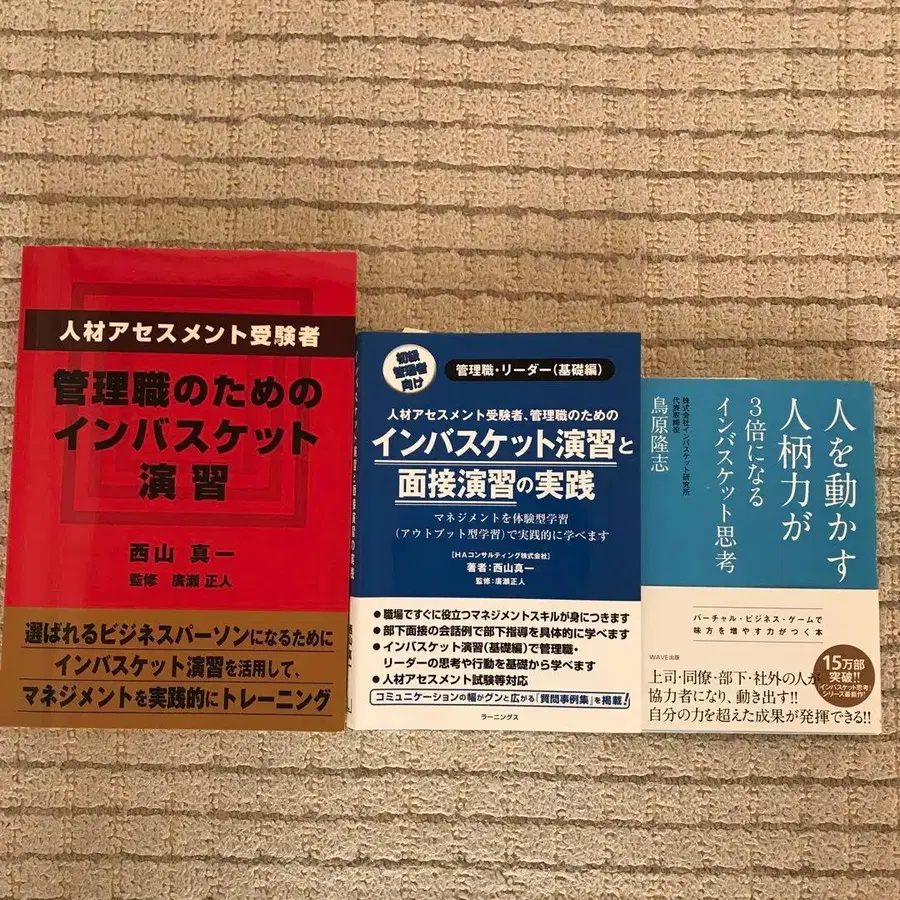 人材アセスメント受験者
管理職のための
インバスケット
演習
西山 真一
監修 廣瀬 正人
選ばれるビジネスパーソンになるために
インバスケット演習を活用して、
マネジメントを実践的にトレーニング
初級
管理者
向け
管理職・リーダー(基礎編)
人材アセスメント受験者、管理職のための
インバスケット演習と
面接演習の実践
マネジメントを体験型学習
(アウトプット型学習)で実践的に学べます
[HAコンサルティング株式会社]
著者:西山真一
監修:廣瀬正人
●職場ですぐに役立つマネジメントスキルが身につきます
●部下面接の会話例で部下指導を具体的に学べます
●インバスケット演習(基礎編)で管理職・
リーダーの思考や行動を基礎から学べます
●人材アセスメント試験等対応
コミュニケーションの幅がグンと広がる「質問事例集」を掲載!
ラーニングス
人を動かす
人柄力が
3倍になる
インバスケット思考
株式会社インバスケット研究所
代表取締役
鳥原隆志
バーチャル・ビジネス・ゲームで
味方を増やす力がつく本
WAVE出版
上司・同僚・部下・社外の人が
協力者になり、動き出す!!
自分の力を超えた成果が発揮できる!!
15万部
突破!!
「インバスケット思考」
シリーズ最新作!